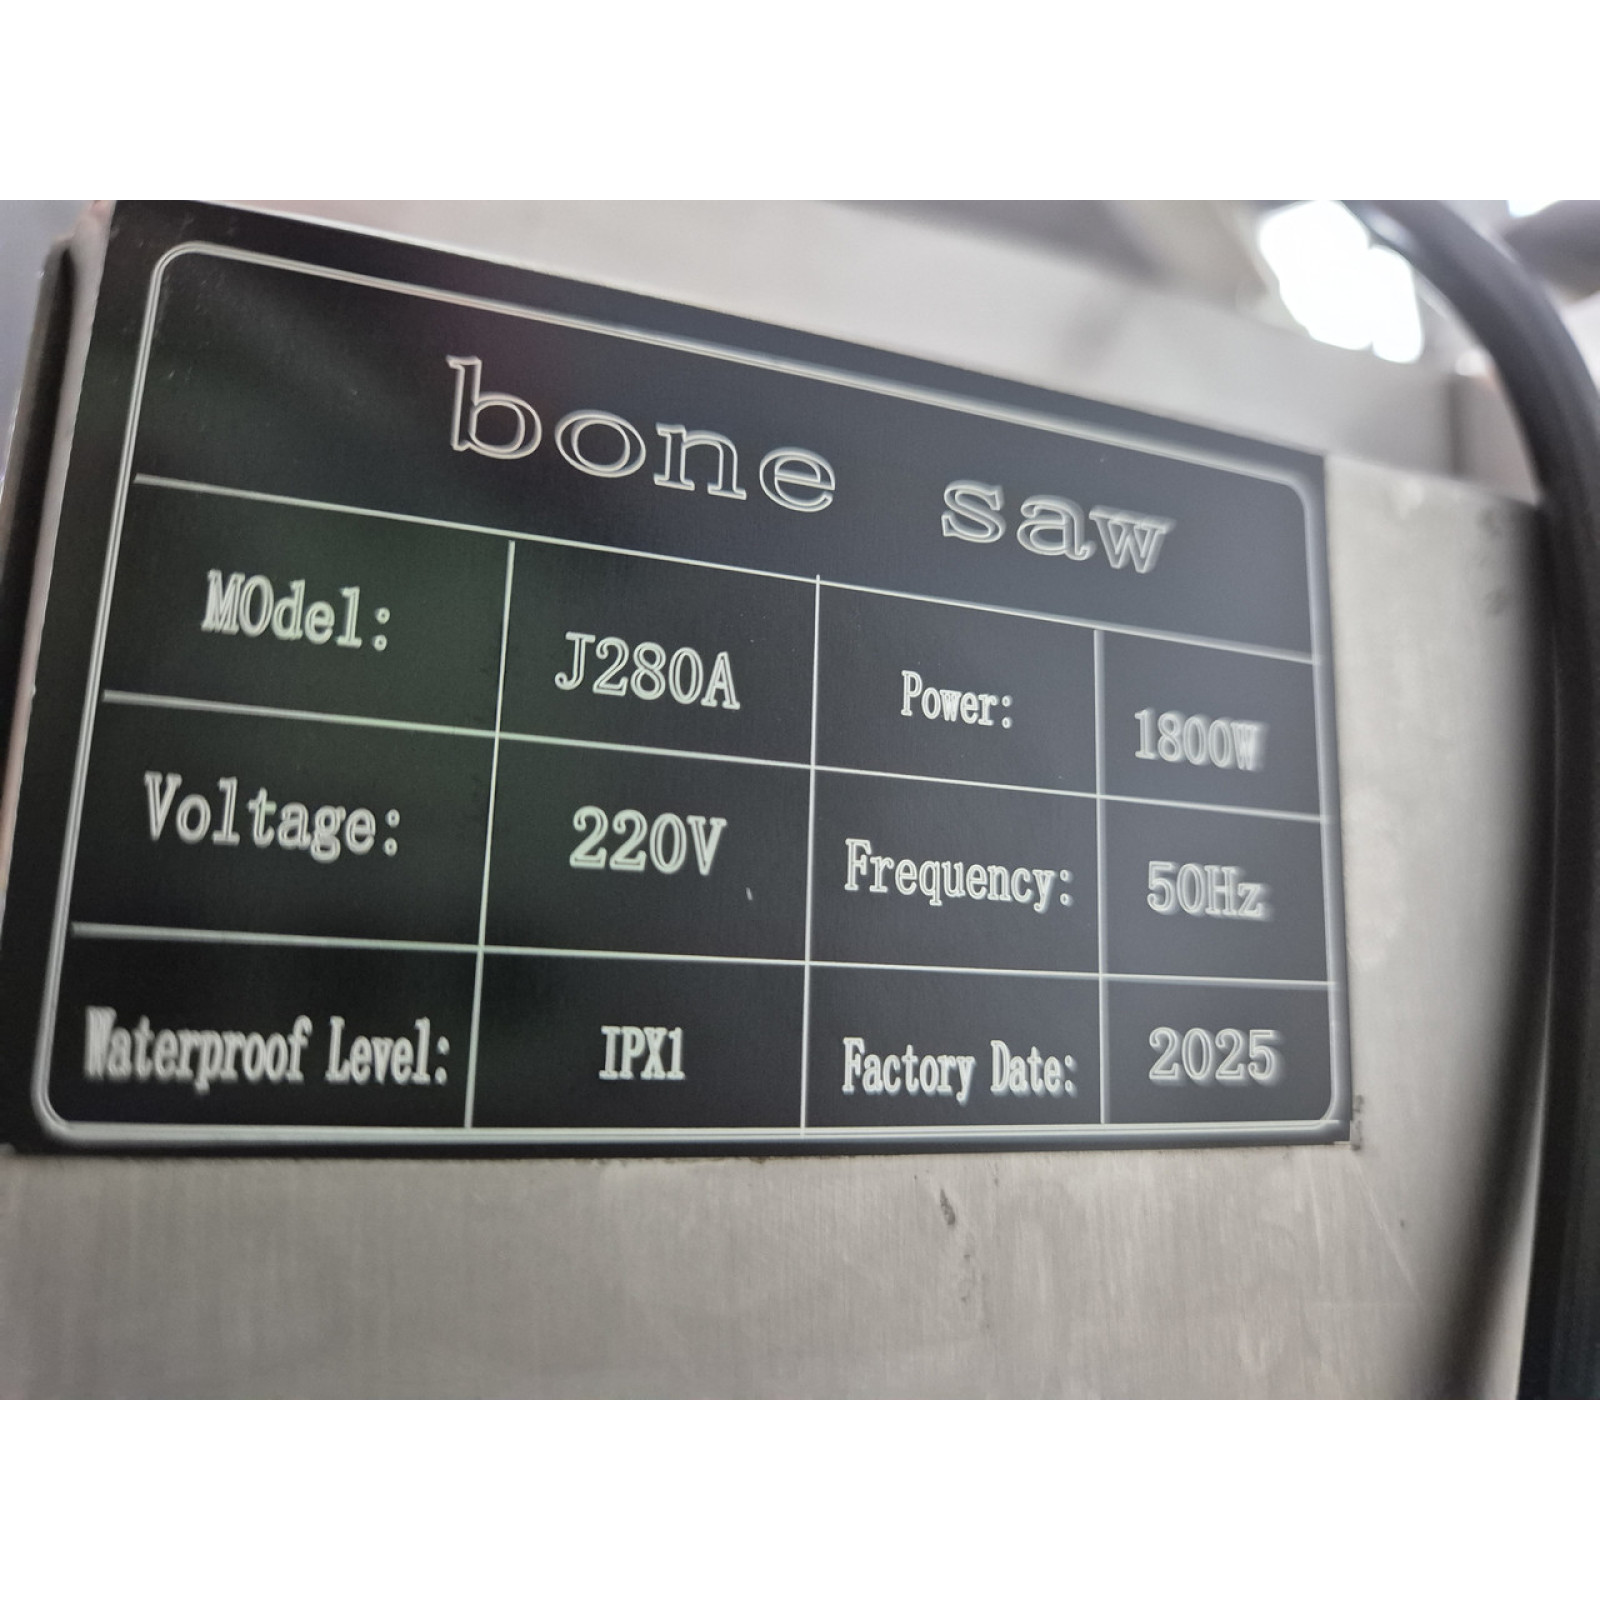 bone saw
MOdel: J280A Power: 1800W
Voltage: 220V Frequency: 50Hz
Waterproof Level: IPX1 Factory Date: 2025